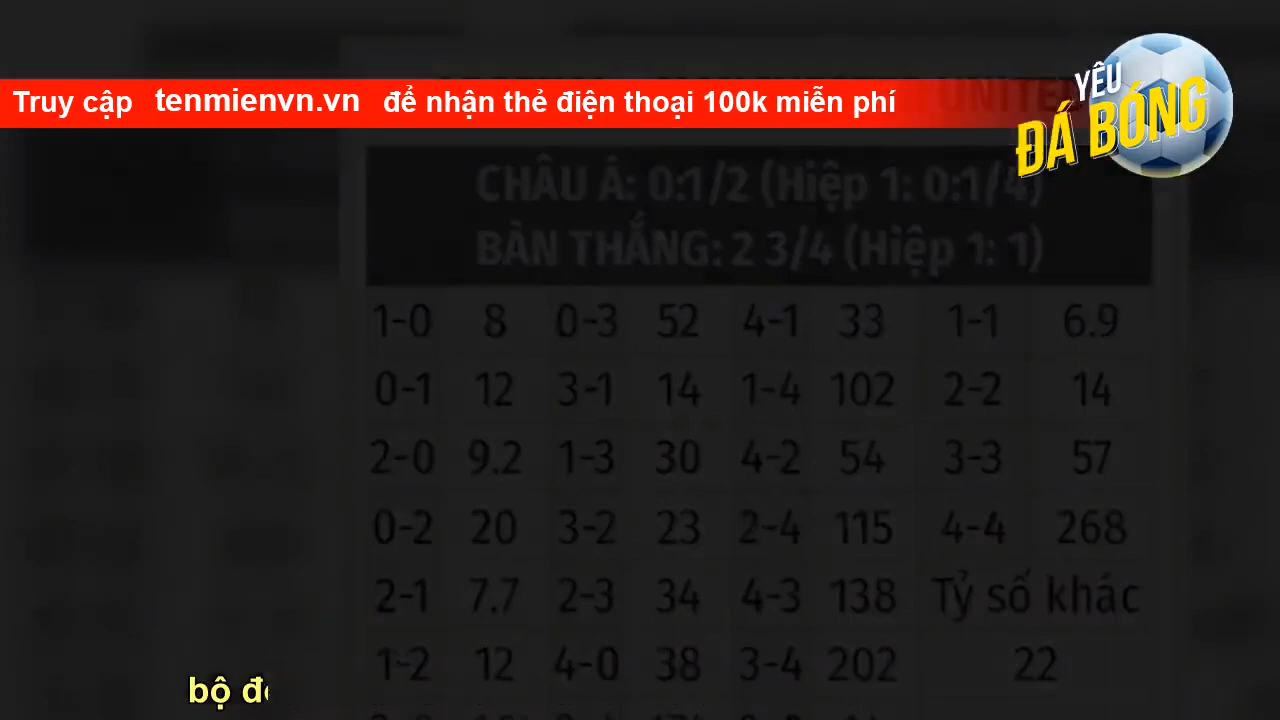 UNITED
Truy cập tenmienvn.vn để nhận thẻ điện thoại 100k miễn phí
YÊU
ĐÁ BÓNG
CHÂU Á: 0:1/2 (Hiệp 1: 0:1/4)
BÀN THẮNG: 2 3/4 (Hiệp 1: 1)
1-0 8 0-3 52 4-1 33 1-1 6.9
0-1 12 3-1 14 1-4 102 2-2 14
2-0 9.2 1-3 30 4-2 54 3-3 57
0-2 20 3-2 23 2-4 115 4-4 268
2-1 7.7 2-3 34 4-3 138 Tỷ số khác
1-2 12 4-0 38 3-4 202 22
bộ